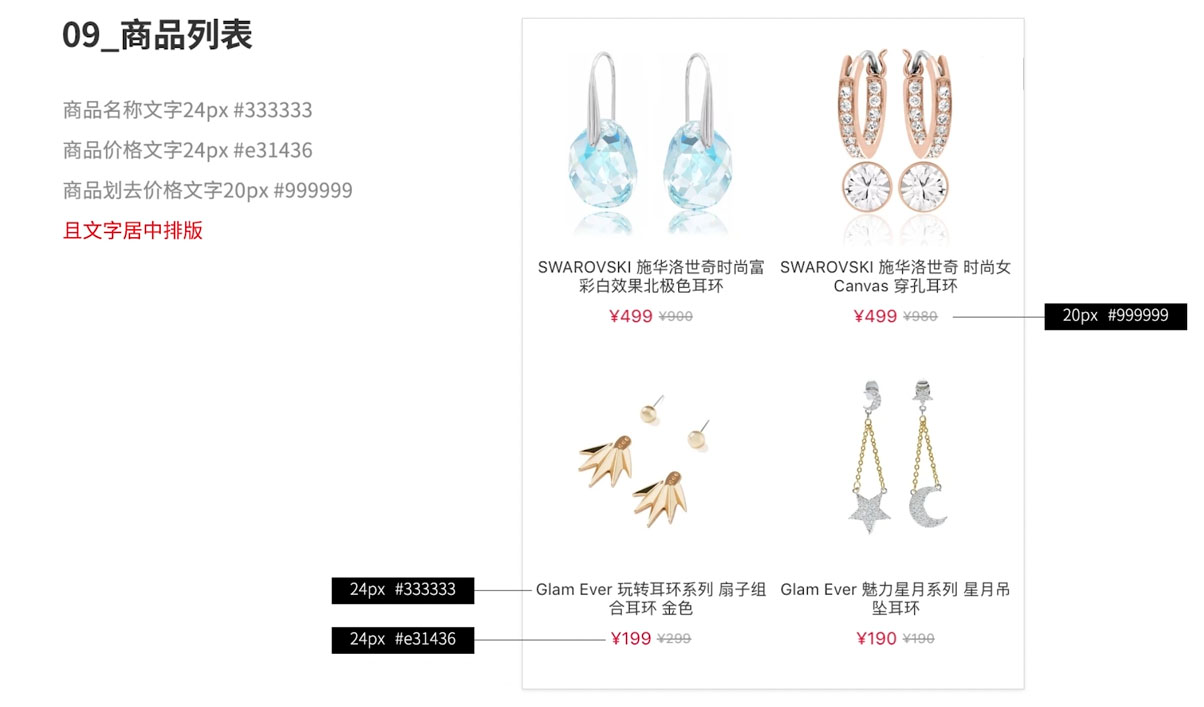 09_商品列表
商品名称文字24px #333333
商品价格文字24px #e31436
商品划去价格文字20px #999999
且文字居中排版
SWAROVSKI 施华洛世奇时尚富
彩白效果北极色耳环
¥499 ¥900
SWAROVSKI 施华洛世奇 时尚女
Canvas 穿孔耳环
¥499 ¥980
20px #999999
24px #333333
Glam Ever 玩转耳环系列 扇子组
合耳环 金色
24px #e31436
¥199 ¥299
Glam Ever 魅力星月系列 星月吊
坠耳环
¥190 ¥190